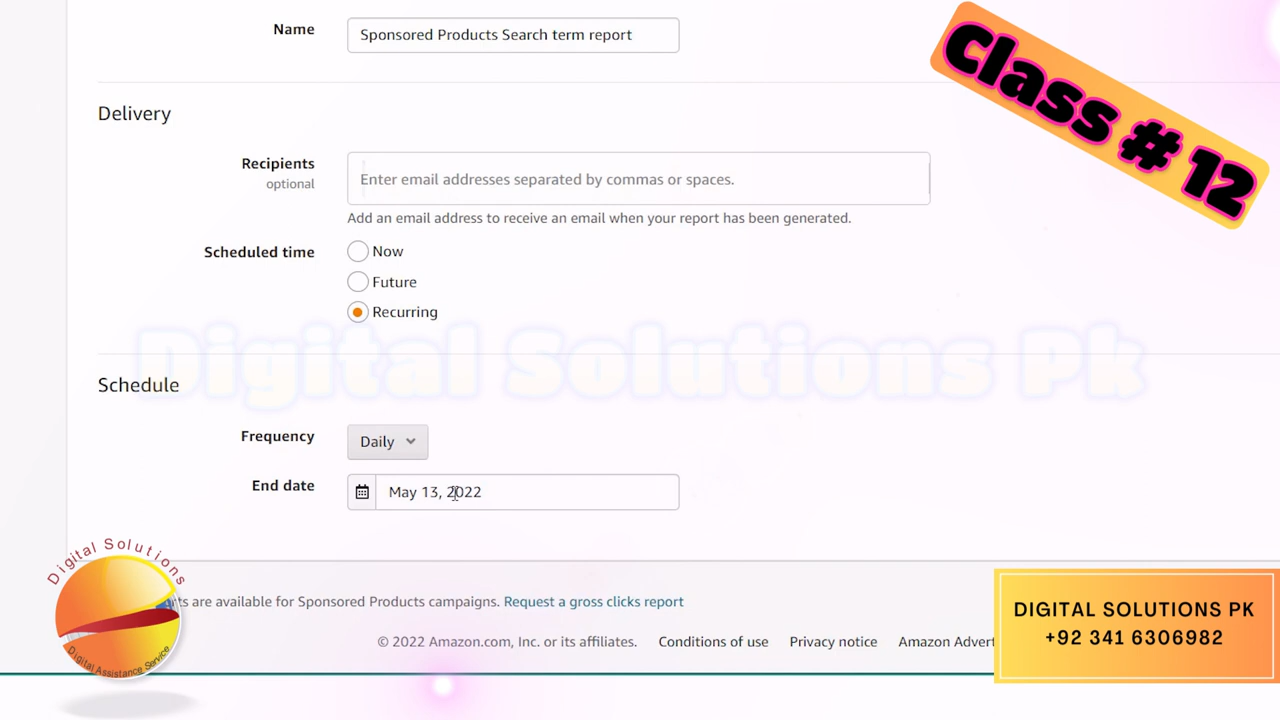 Name
Sponsored Products Search term report
Class # 12
Delivery
Recipients
optional
Enter email addresses separated by commas or spaces.
Add an email address to receive an email when your report has been generated.
Scheduled time
Now
Future
Recurring
Digital Solutions Pk
Schedule
Frequency
Daily
End date
May 13, 2022
Digital Solutions
Digital Assistance Service
are available for Sponsored Products campaigns. Request a gross clicks report
© 2022 Amazon.com, Inc. or its affiliates. Conditions of use Privacy notice Amazon
DIGITAL SOLUTIONS PK
+92 341 6306982